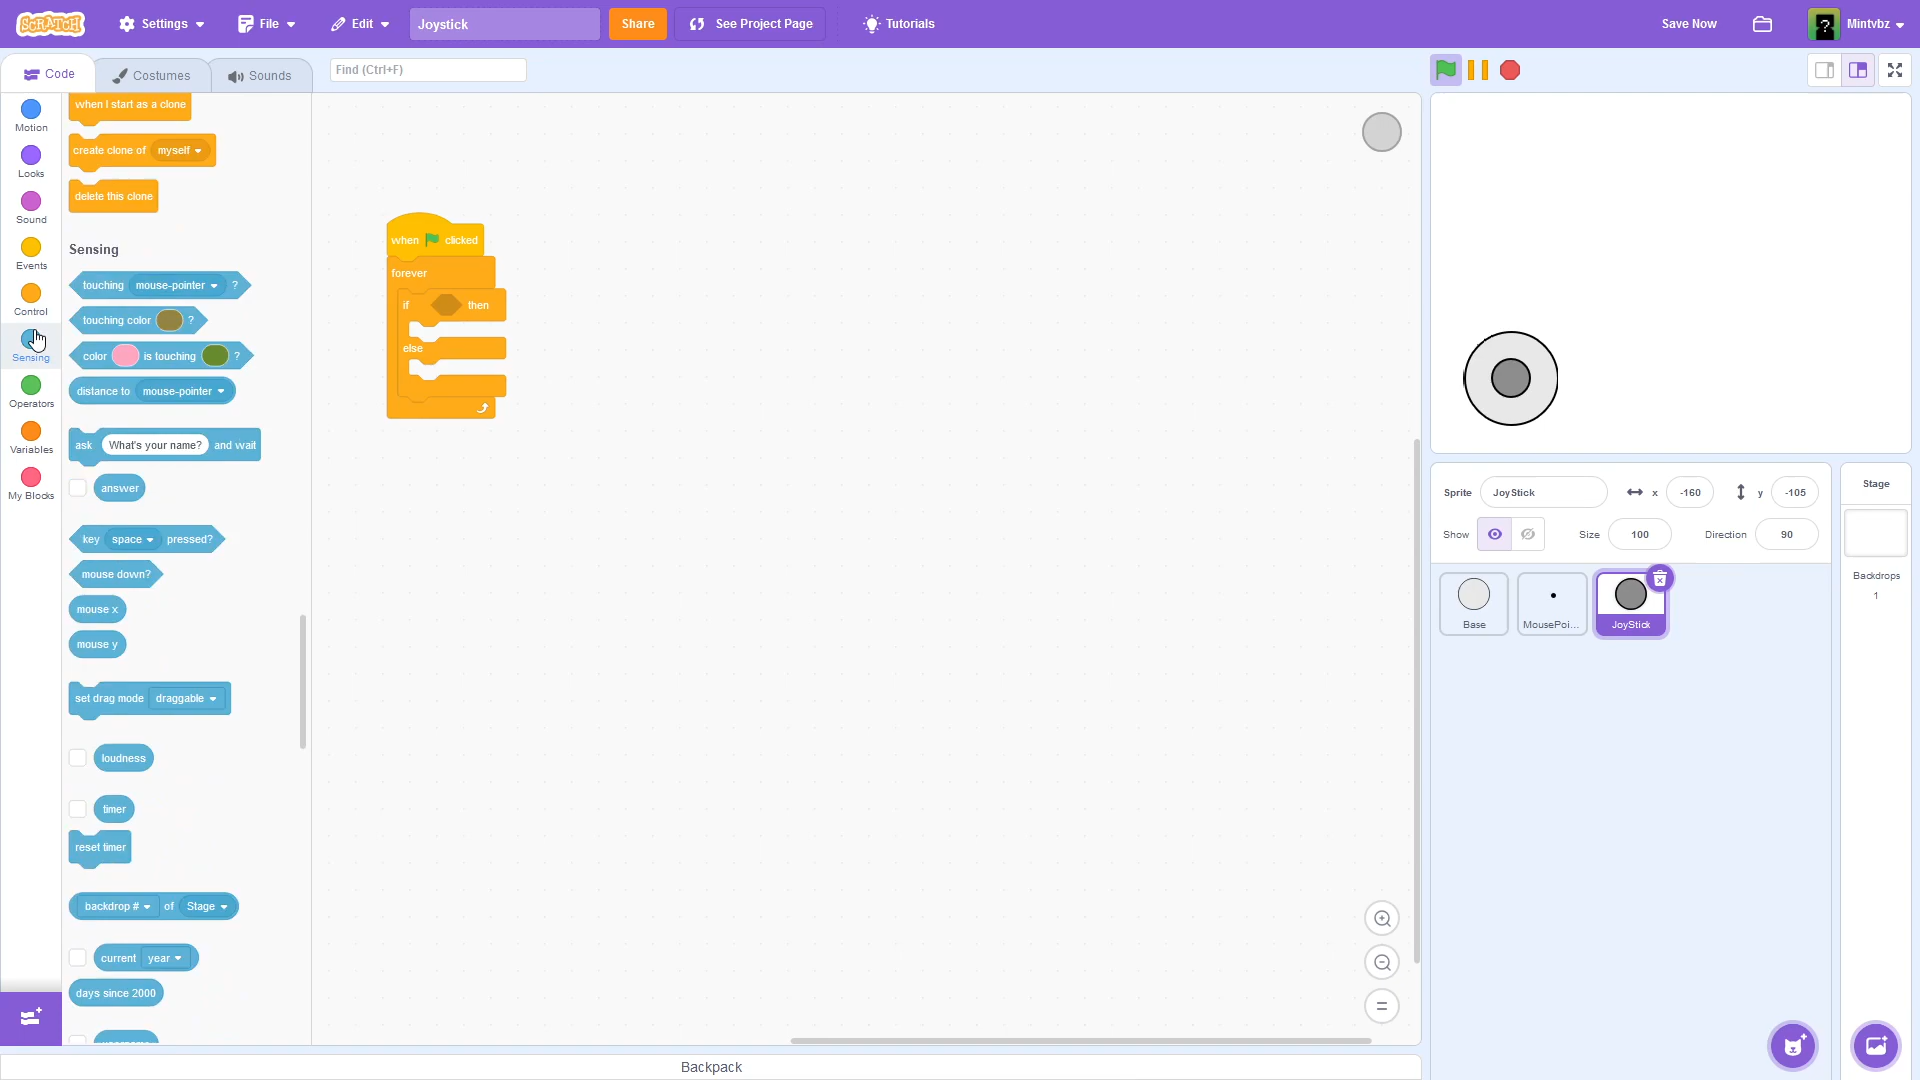 SCRATCH Settings File Edit Joystick Share See Project Page Tutorials Save Now Mintvbz
Code Costumes Sounds Find (Ctrl+F)
Motion
Looks
Sound
Events
Control
Sensing
Operators
Variables
My Blocks
when I start as a clone
create clone of myself
delete this clone
Sensing
touching mouse-pointer ?
touching color ?
color is touching ?
distance to mouse-pointer
ask What's your name? and wait
answer
key space pressed?
mouse down?
mouse x
mouse y
set drag mode draggable
loudness
timer
reset timer
backdrop # of Stage
current year
days since 2000
when clicked
forever
if then
else
Sprite JoyStick x -160 y -105
Show Size 100 Direction 90
Base MousePoi... JoyStick
Stage
Backdrops
1
Backpack